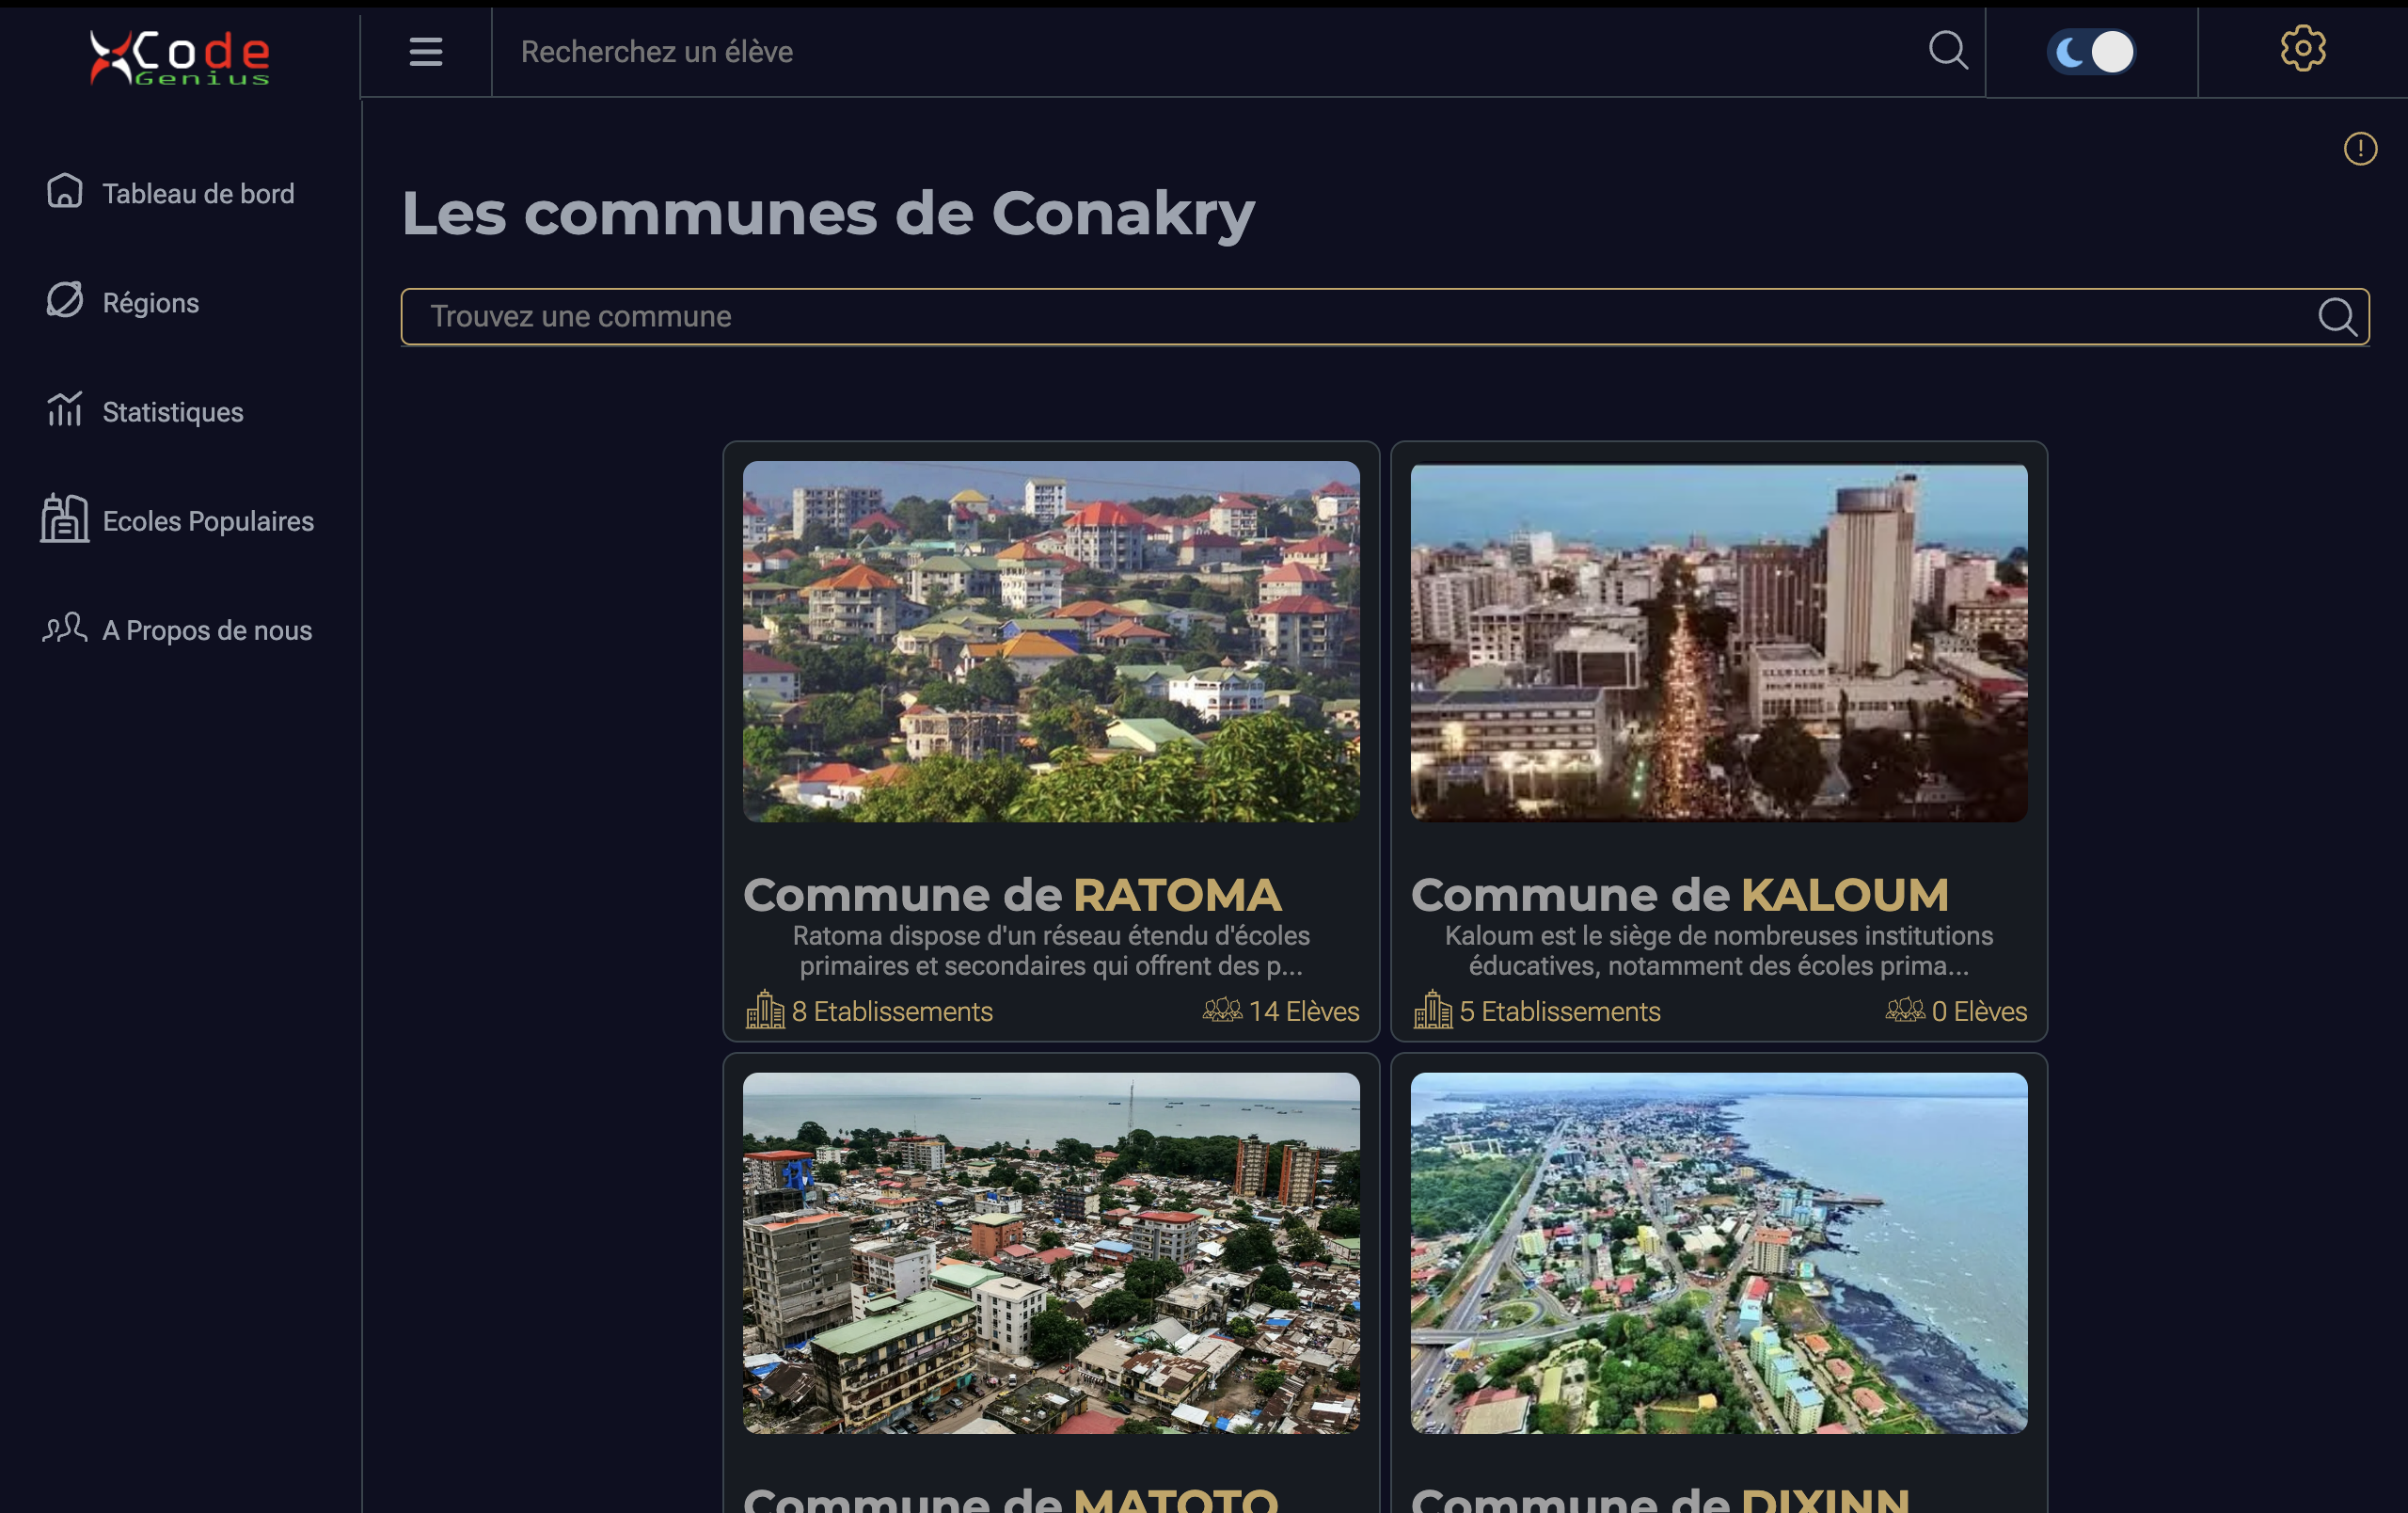 XCode
Genius
Recherchez un élève
Tableau de bord
Régions
Statistiques
Ecoles Populaires
A Propos de nous
Les communes de Conakry
Trouvez une commune
Commune de RATOMA
Ratoma dispose d'un réseau étendu d'écoles
primaires et secondaires qui offrent des p...
8 Etablissements
14 Elèves
Commune de KALOUM
Kaloum est le siège de nombreuses institutions
éducatives, notamment des écoles prima...
5 Etablissements
0 Elèves
Commune de MATOTO
Commune de DIXINN